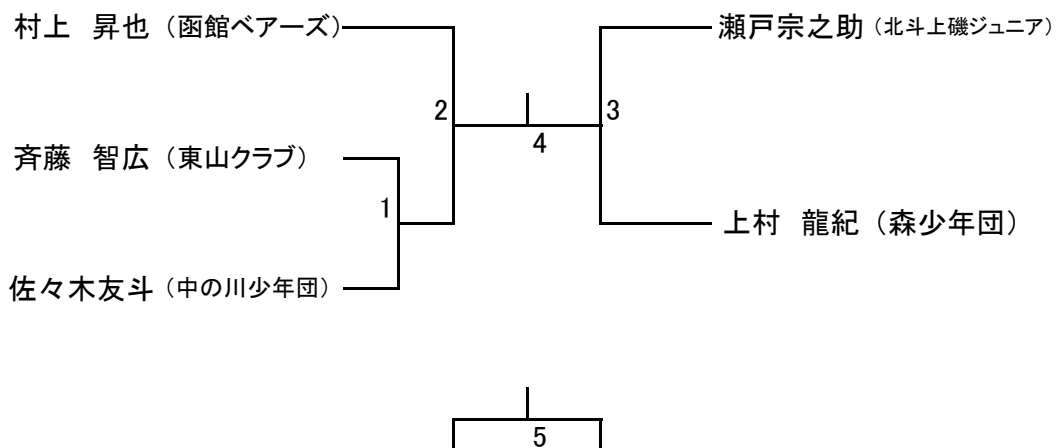 村上　昇也（函館ベアーズ）
瀬戸宗之助（北斗上磯ジュニア）
2
3
4
斉藤　智広（東山クラブ）
1
上村　龍紀（森少年団）
佐々木友斗（中の川少年団）
5